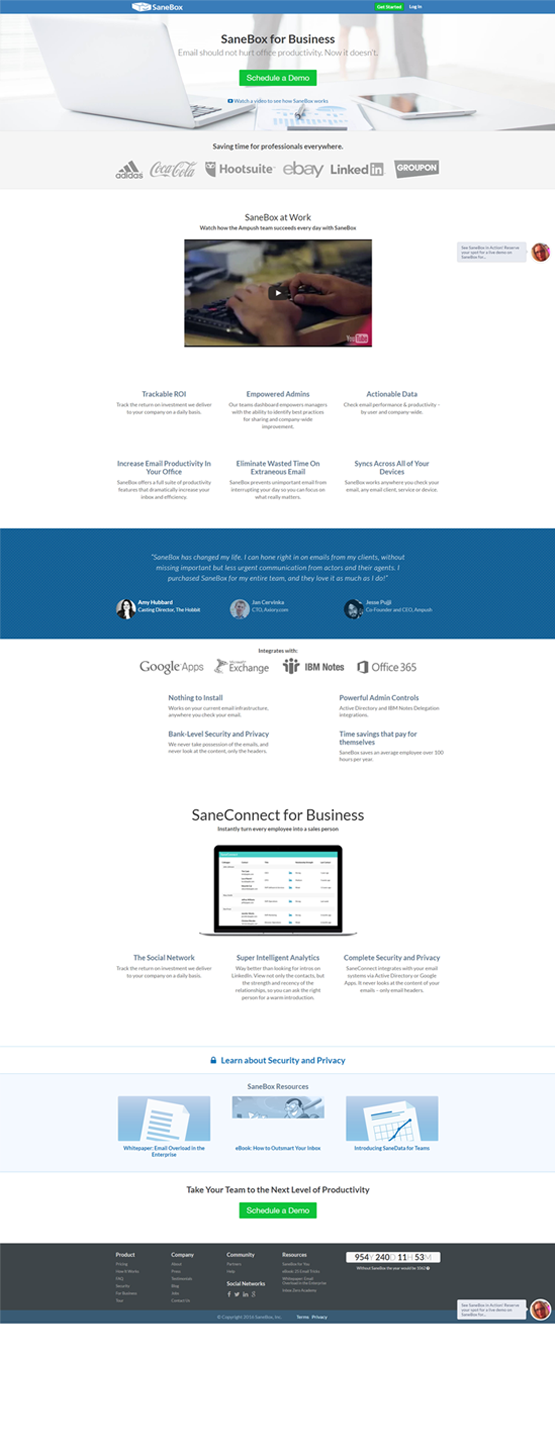 SaneBox
Get Started
Log In
SaneBox for Business
Email should not hurt office productivity. Now it doesn't.
Schedule a Demo
Watch a video to see how SaneBox works
Saving time for professionals everywhere.
adidas
Coca-Cola
Hootsuite
ebay
Linked in
GROUPON
SaneBox at Work
Watch how the Ampush team succeeds every day with SaneBox
See SaneBox in Action! Reserve
your spot for a live demo on
SaneBox for...
YouTube
Trackable ROI
Track the return on investment we deliver
to your company on a daily basis.
Empowered Admins
Our teams dashboard empowers managers
with the ability to identify best practices
for sharing and company-wide
improvement.
Actionable Data
Check email performance & productivity –
by user and company-wide.
Increase Email Productivity In
Your Office
SaneBox offers a full suite of productivity
features that dramatically increase your
inbox and efficiency.
Eliminate Wasted Time On
Extraneous Email
SaneBox prevents unimportant email from
interrupting your day so you can focus on
what really matters.
Syncs Across All of Your
Devices
SaneBox works anywhere you check your
email, any email client, service or device.
"SaneBox has changed my life. I can hone right in on emails from my clients, without
missing important but less urgent communication from actors and their agents. I
purchased SaneBox for my entire team, and they love it as much as I do!"
Amy Hubbard
Casting Director, The Hobbit
Jan Cervinka
CTO, Axiory.com
Jesse Pujji
Co-Founder and CEO, Ampush
Integrates with:
Google Apps
Microsoft
Exchange
IBM Notes
Office 365
Nothing to Install
Works on your current email infrastructure,
anywhere you check your email.
Powerful Admin Controls
Active Directory and IBM Notes Delegation
integrations.
Bank-Level Security and Privacy
We never take possession of the emails, and
never look at the content, only the headers.
Time savings that pay for
themselves
SaneBox saves an average employee over 100
hours per year.
SaneConnect for Business
Instantly turn every employee into a sales person
The Social Network
Track the return on investment we deliver
to your company on a daily basis.
Super Intelligent Analytics
Way better than looking for intros on
LinkedIn. View not only the contacts, but
the strength and recency of the
relationships, so you can ask the right
person for a warm introduction.
Complete Security and Privacy
SaneConnect integrates with your email
systems via Active Directory or Google
Apps. It never looks at the content of your
emails – only email headers.
Learn about Security and Privacy
SaneBox Resources
Whitepaper: Email Overload in the
Enterprise
eBook: How to Outsmart Your Inbox
Introducing SaneData for Teams
Take Your Team to the Next Level of Productivity
Schedule a Demo
Product
Pricing
How It Works
FAQ
Security
For Business
Tour
Company
About
Press
Testimonials
Blog
Jobs
Contact Us
Community
Partners
Help
Social Networks
Resources
SaneBox for You
eBook: 25 Email Tricks
Whitepaper: Email
Overload in the Enterprise
Inbox Zero Academy
954Y 240D 11H 53M
Without SaneBox the year would be
See SaneBox in Action! Reserve
your spot for a live demo on
SaneBox for...
© Copyright 2016 SaneBox, Inc.
Terms
Privacy